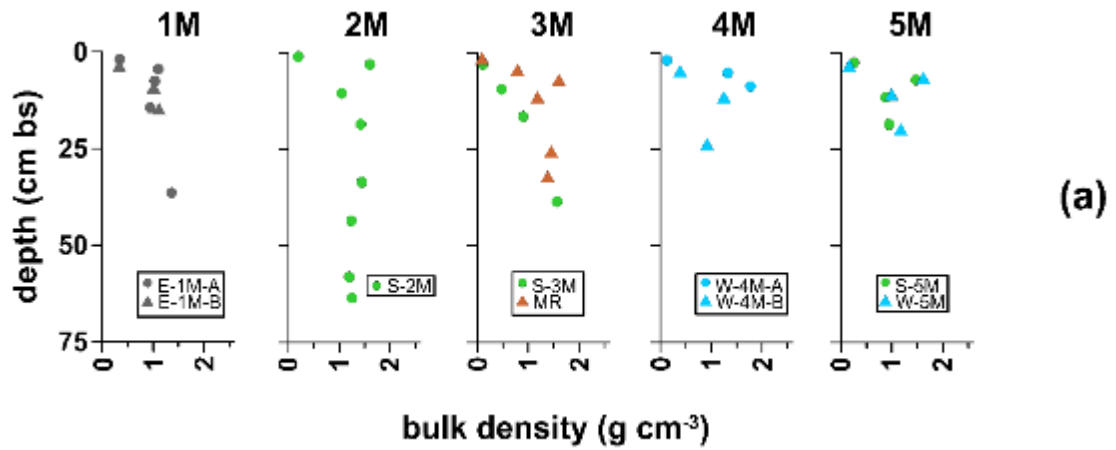 1M 2M 3M 4M 5M
0
25
50
75
depth (cm bs)
E-1M-A
E-1M-B
S-2M
S-3M
MR
W-4M-A
W-4M-B
S-5M
W-5M
0 1 2 0 1 2 0 1 2 0 1 2 0 1 2
bulk density (g cm⁻³)
(a)